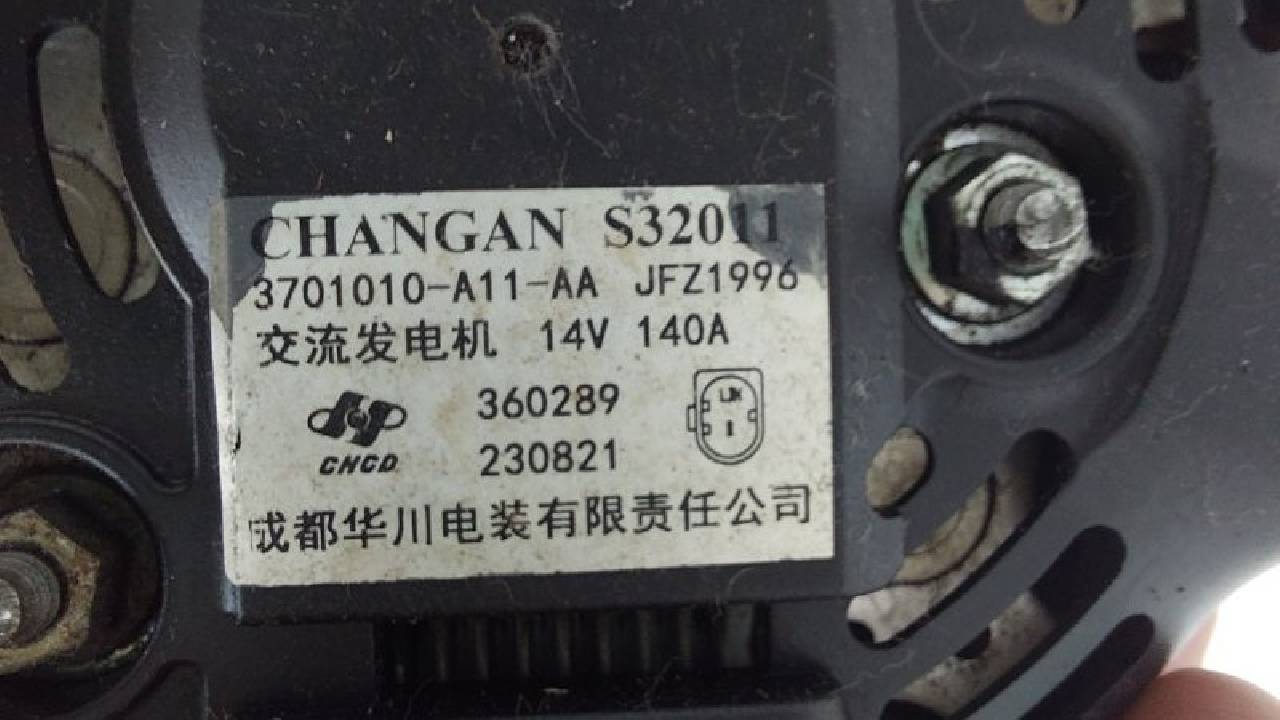 CHANGAN S32011
3701010-A11-AA JFZ1996
交流发电机 14V 140A
360289
CHCD
230821
成都华川电装有限责任公司